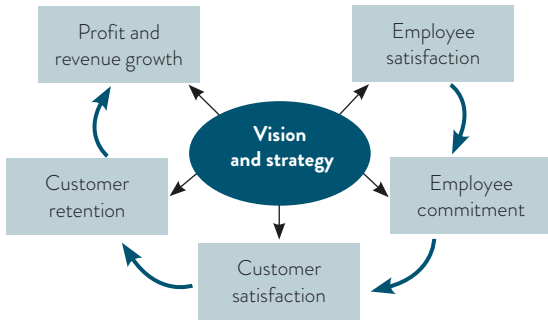 Profit and
revenue growth
Employee
satisfaction
Vision
and strategy
Customer
retention
Employee
commitment
Customer
satisfaction